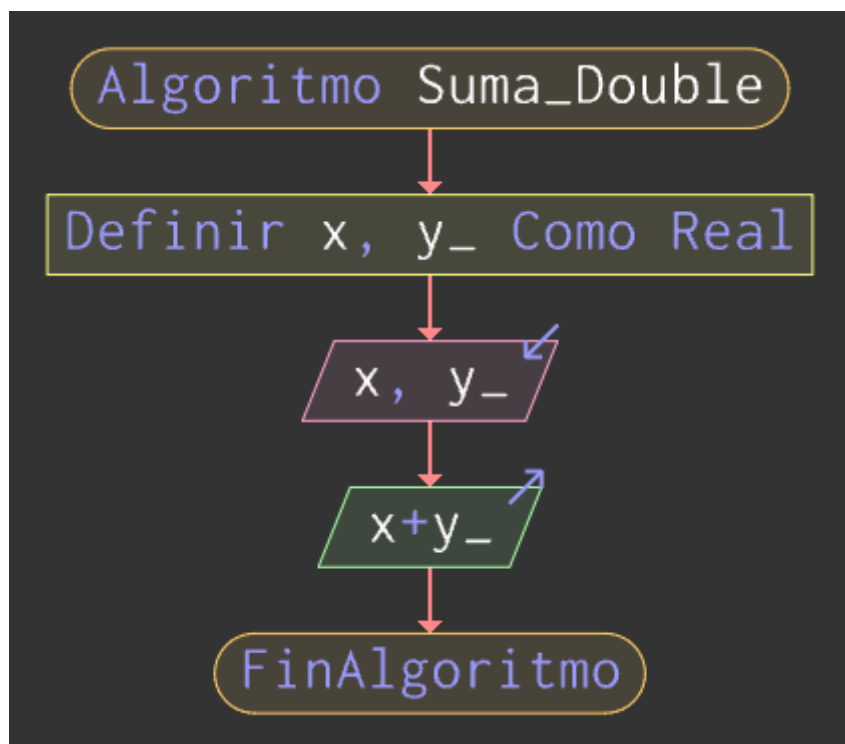 Algoritmo Suma_Double
Definir x, y_ Como Real
x, y_
x+y_
FinAlgoritmo